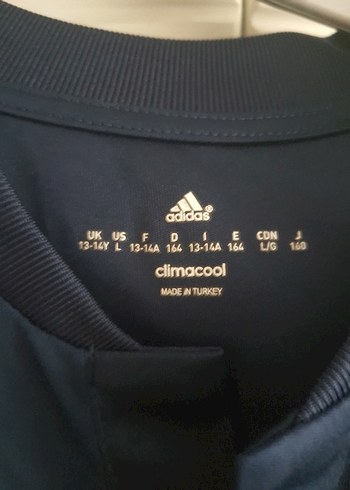 adidas®
UK US F D I E CDN J
13-14Y L 13-14A 164 13-14A 164 L/G 160
climacool
MADE IN TURKEY